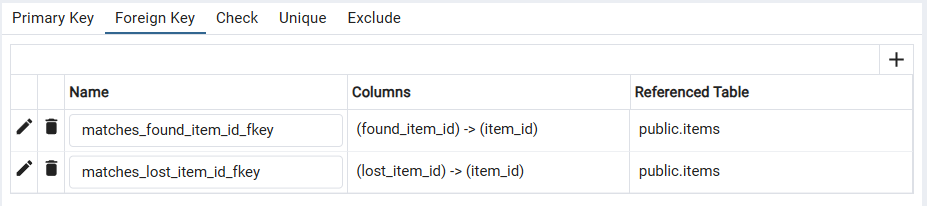 Primary Key Foreign Key Check Unique Exclude
Name Columns Referenced Table
matches_found_item_id_fkey (found_item_id) -> (item_id) public.items
matches_lost_item_id_fkey (lost_item_id) -> (item_id) public.items